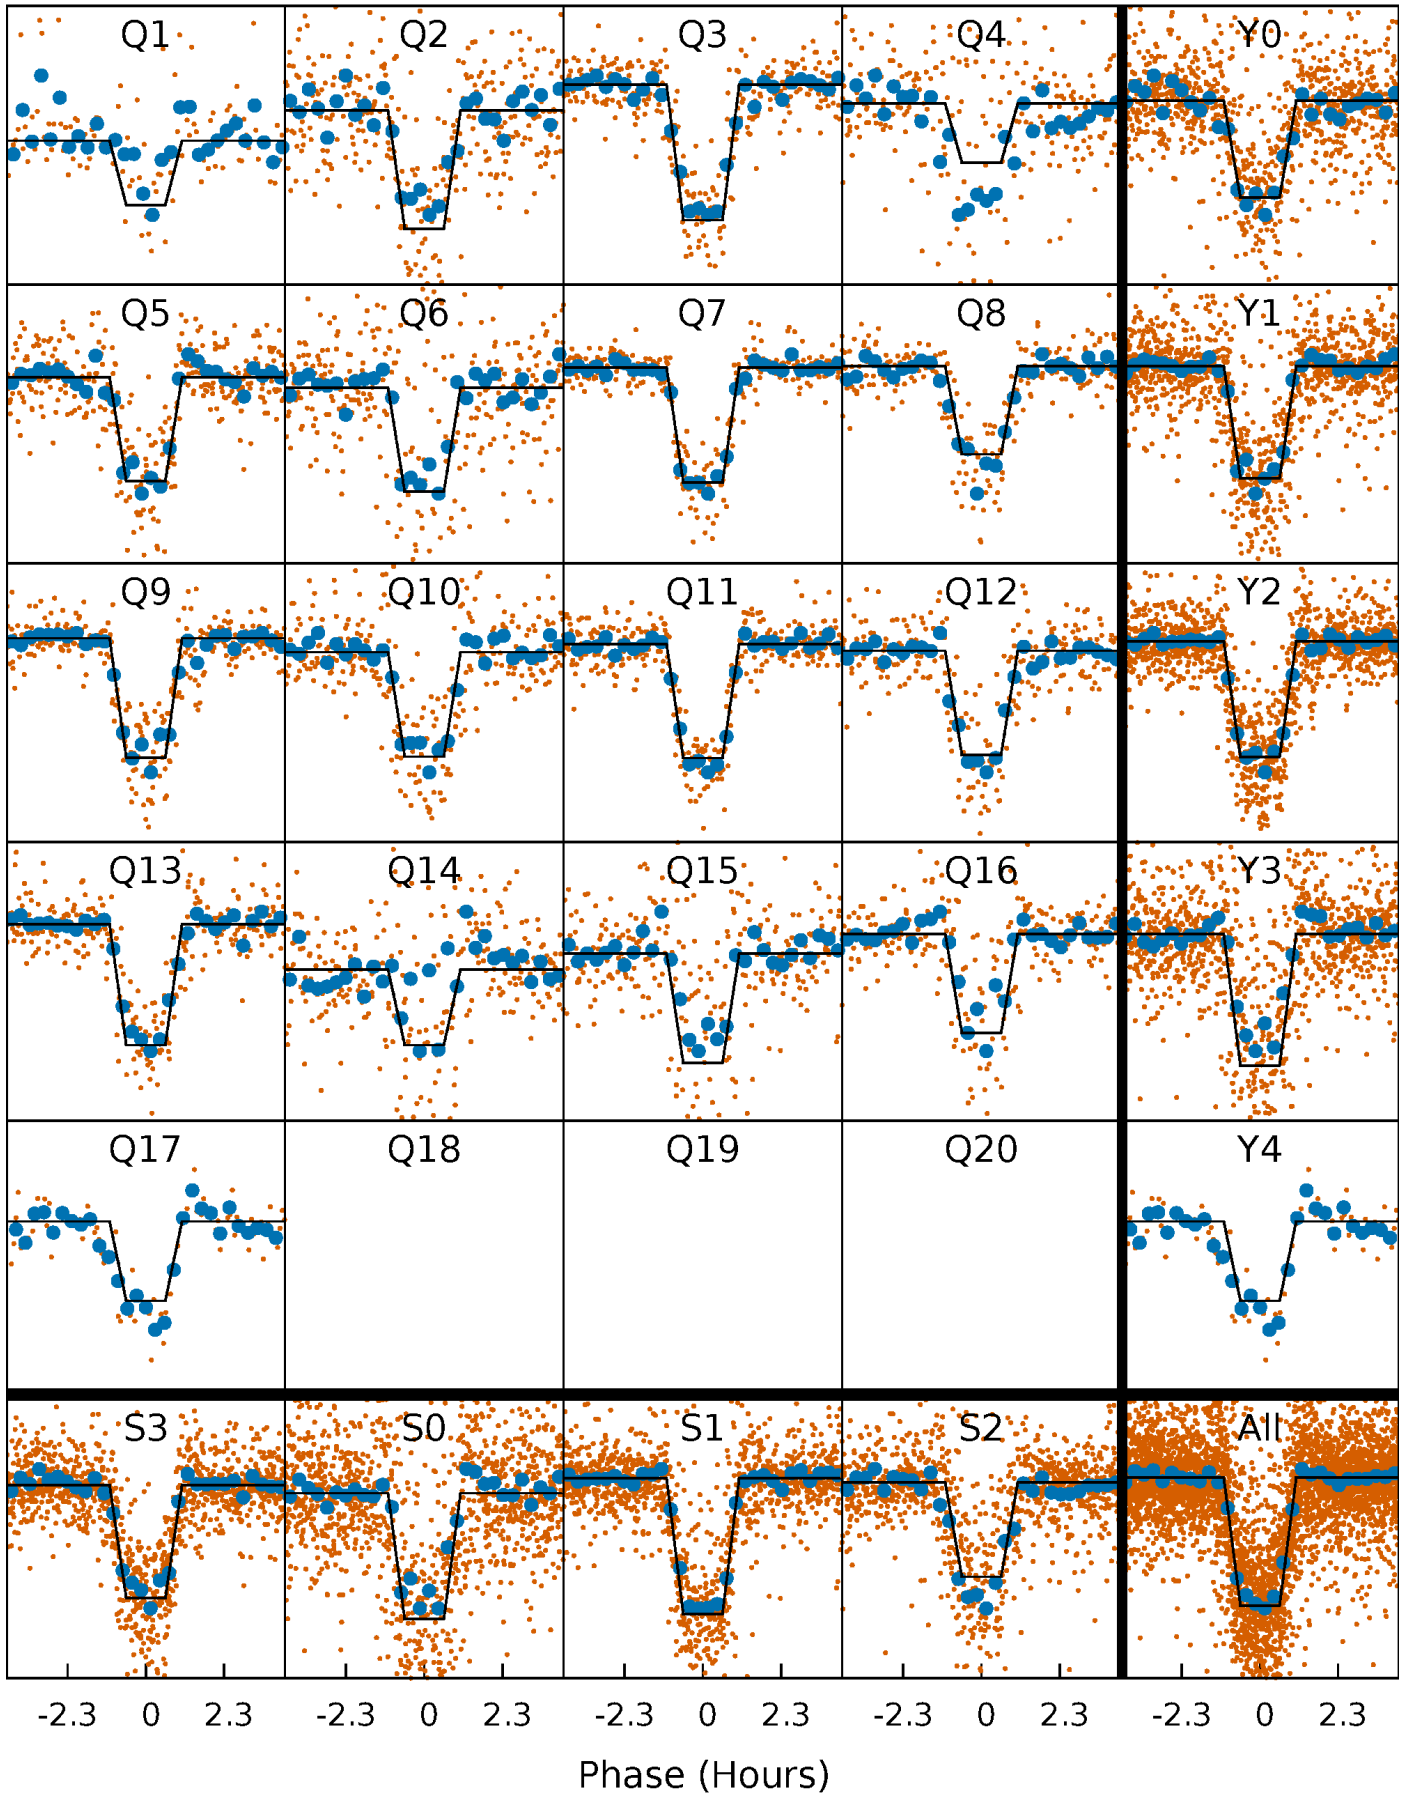 Q1 Q2 Q3 Q4 Y0
Q5 Q6 Q7 Q8 Y1
Q9 Q10 Q11 Q12 Y2
Q13 Q14 Q15 Q16 Y3
Q17 Q18 Q19 Q20 Y4
S3 S0 S1 S2 All
-2.3 0 2.3 -2.3 0 2.3 -2.3 0 2.3 -2.3 0 2.3 -2.3 0 2.3
Phase (Hours)